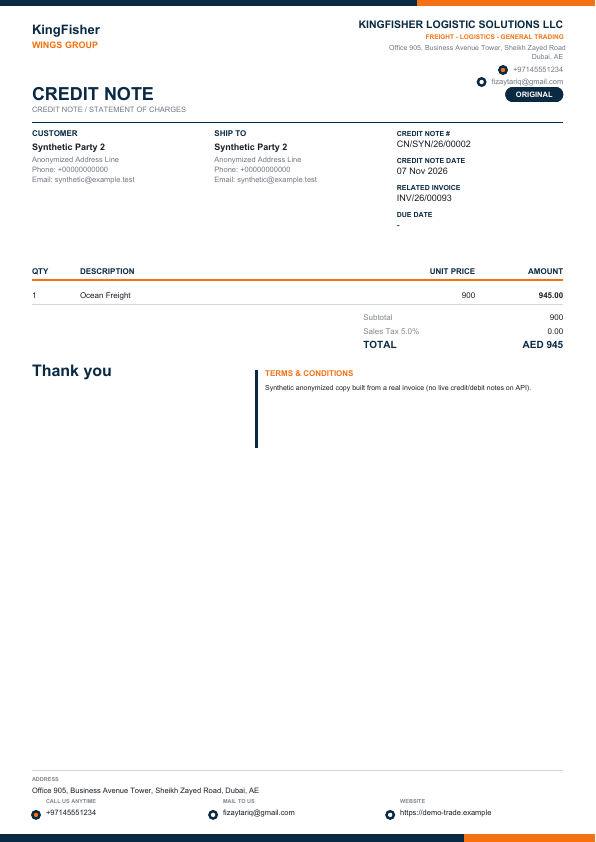 KingFisher
WINGS GROUP
KINGFISHER LOGISTIC SOLUTIONS LLC
FREIGHT - LOGISTICS - GENERAL TRADING
Office 905, Business Avenue Tower, Sheikh Zayed Road
Dubai, AE
+97145551234
fizaytariq@gmail.com
ORIGINAL
CREDIT NOTE
CREDIT NOTE / STATEMENT OF CHARGES
CUSTOMER
Synthetic Party 2
Anonymized Address Line
Phone: +00000000000
Email: synthetic@example.test
SHIP TO
Synthetic Party 2
Anonymized Address Line
Phone: +00000000000
Email: synthetic@example.test
CREDIT NOTE #
CN/SYN/26/00002
CREDIT NOTE DATE
07 Nov 2026
RELATED INVOICE
INV/26/00093
DUE DATE
-
QTY DESCRIPTION UNIT PRICE AMOUNT
1 Ocean Freight 900 945.00
Subtotal 900
Sales Tax 5.0% 0.00
TOTAL AED 945
Thank you
TERMS & CONDITIONS
Synthetic anonymized copy built from a real invoice (no live credit/debit notes on API).
ADDRESS
Office 905, Business Avenue Tower, Sheikh Zayed Road, Dubai, AE
CALL US ANYTIME
+97145551234
MAIL TO US
fizaytariq@gmail.com
WEBSITE
https://demo-trade.example